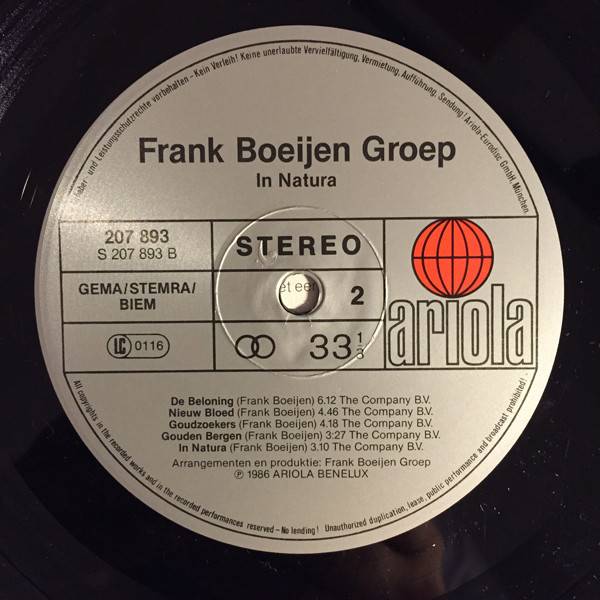 Urheber- und Leistungsschutzrechte vorbehalten - Kein Verleih! Keine unerlaubte Vervielfältigung, Vermietung, Aufführung, Sendung! Ariola-Eurodisc GmbH, München.
Frank Boeijen Groep
In Natura
207 893
S 207 893 B
STEREO
GEMA/STEMRA/
BIEM
et een
2
LC 0116
33 1/3
ariola
De Beloning (Frank Boeijen) 6.12 The Company B.V.
Nieuw Bloed (Frank Boeijen) 4.46 The Company B.V.
Goudzoekers (Frank Boeijen) 4.18 The Company B.V.
Gouden Bergen (Frank Boeijen) 3:27 The Company B.V.
In Natura (Frank Boeijen) 3.10 The Company B.V.
Arrangementen en produktie: Frank Boeijen Groep
℗ 1986 ARIOLA BENELUX
All copyrights in the recorded works and in the recorded performances reserved - No lending! Unauthorized duplication, lease, public performance and broadcast prohibited!